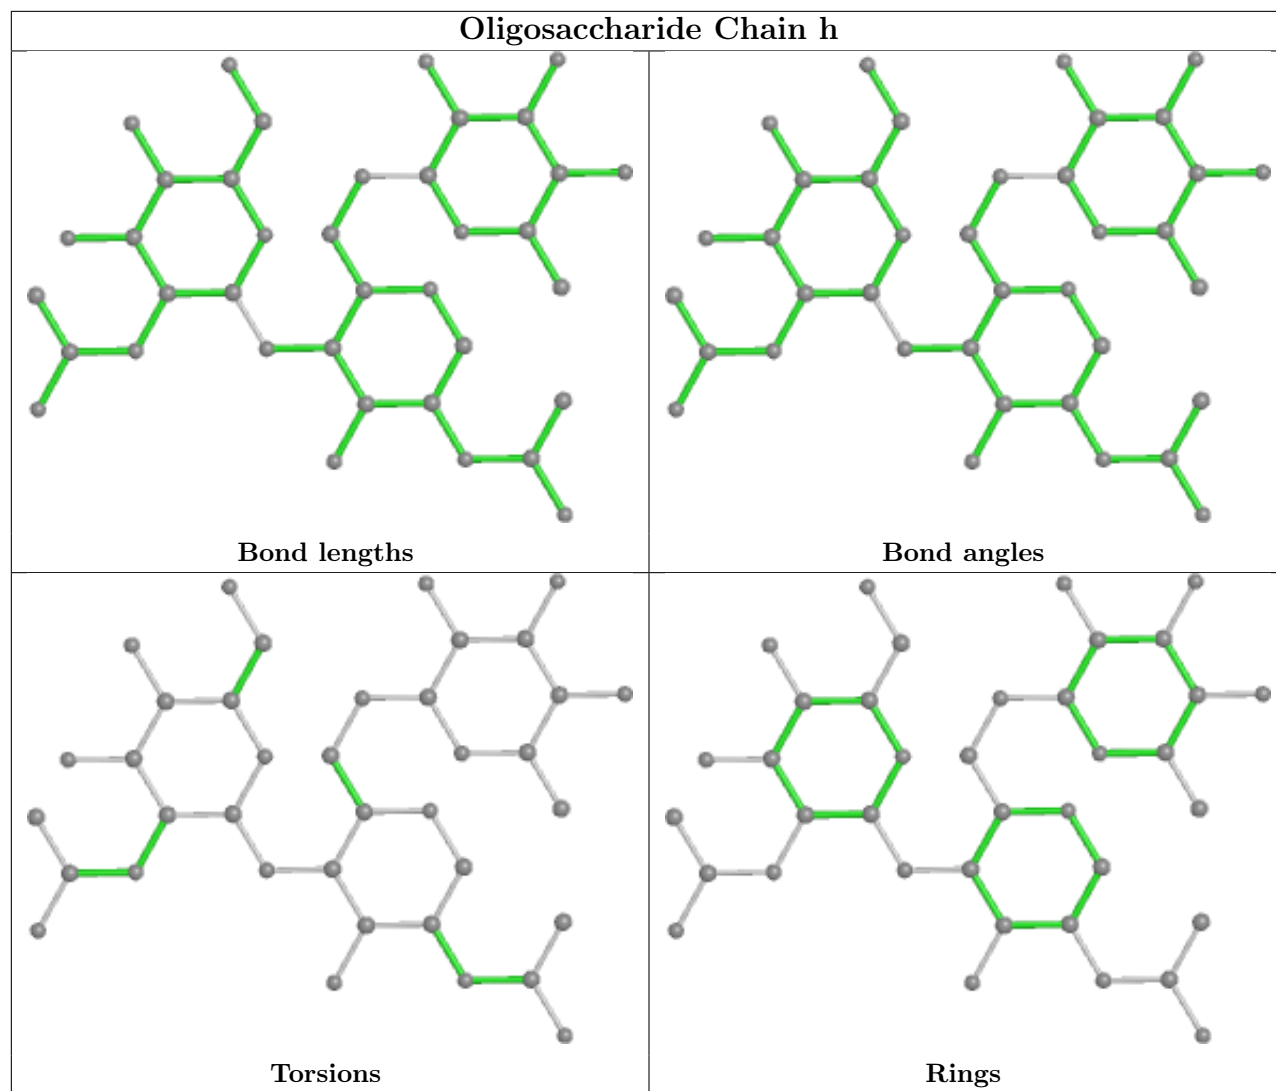 Oligosaccharide Chain h
Bond lengths
Bond angles
Torsions
Rings